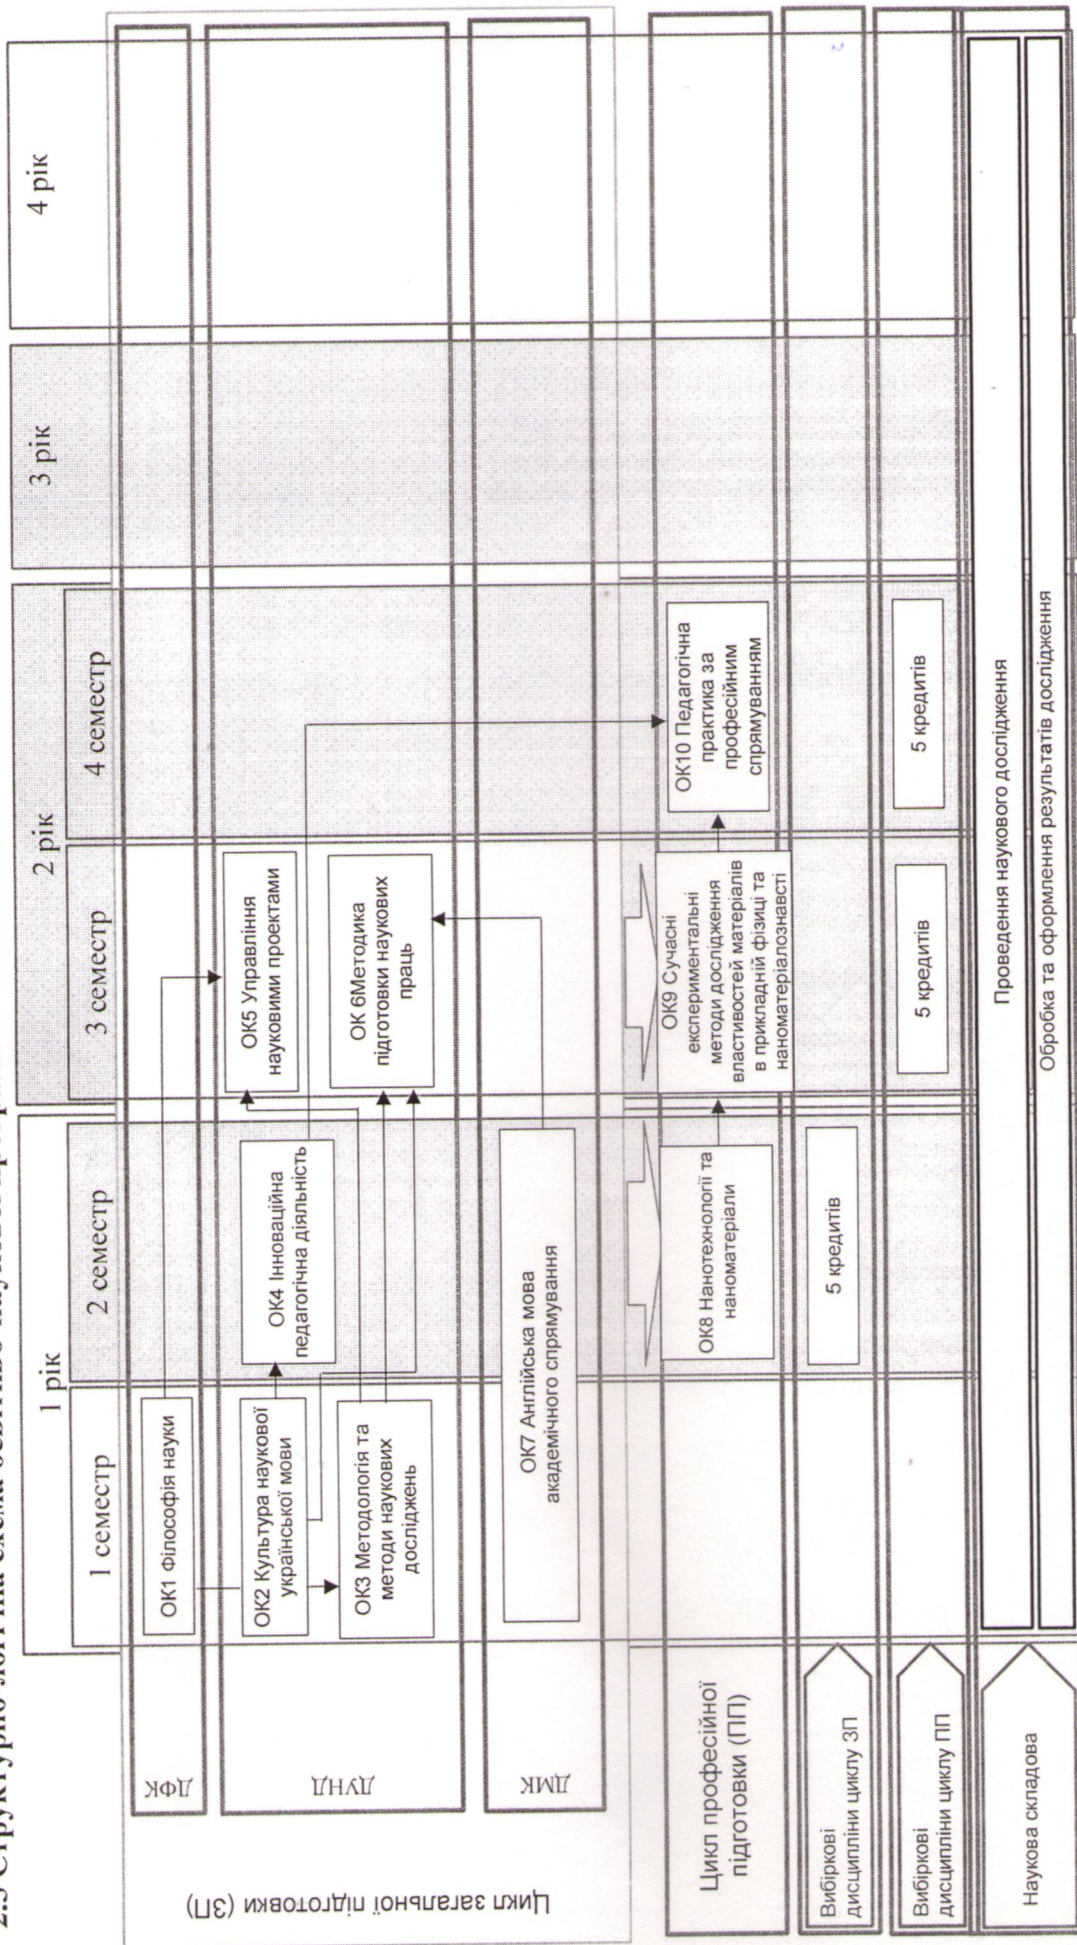 2.3 Структурно-логічна схема освітньо-наукової програми
1 рік
2 рік
3 рік
4 рік
1 семестр
2 семестр
3 семестр
4 семестр
Цикл загальної підготовки (ЗП)
ДФК
ОК1 Філософія науки
ДУНД
ОК2 Культура наукової
української мови
ОК4 Інноваційна
педагогічна діяльність
ОК5 Управління
науковими проектами
ОК3 Методологія та
методи наукових
досліджень
ОК 6Методика
підготовки наукових
праць
ДМК
ОК7 Англійська мова
академічного спрямування
Цикл професійної
підготовки (ПП)
ОК8 Нанотехнології та
наноматеріали
ОК9 Сучасні
експериментальні
методи дослідження
властивостей матеріалів
в прикладній фізиці та
наноматеріалознавсті
ОК10 Педагогічна
практика за
професійним
спрямуванням
Вибіркові
дисципліни циклу ЗП
5 кредитів
Вибіркові
дисципліни циклу ПП
5 кредитів
5 кредитів
Наукова складова
Проведення наукового дослідження
Обробка та оформлення результатів дослідження